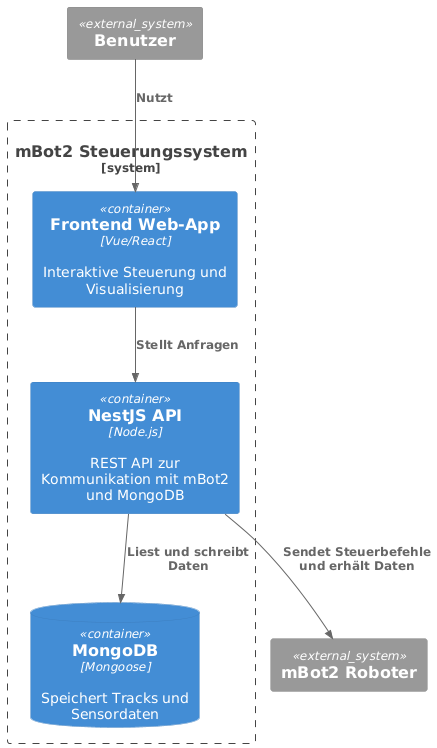 «external_system»
Benutzer
Nutzt
mBot2 Steuerungssystem
[system]
«container»
Frontend Web-App
[Vue/React]
Interaktive Steuerung und
Visualisierung
Stellt Anfragen
«container»
NestJS API
[Node.js]
REST API zur
Kommunikation mit mBot2
und MongoDB
Liest und schreibt
Daten
Sendet Steuerbefehle
und erhält Daten
«container»
MongoDB
[Mongoose]
Speichert Tracks und
Sensordaten
«external_system»
mBot2 Roboter